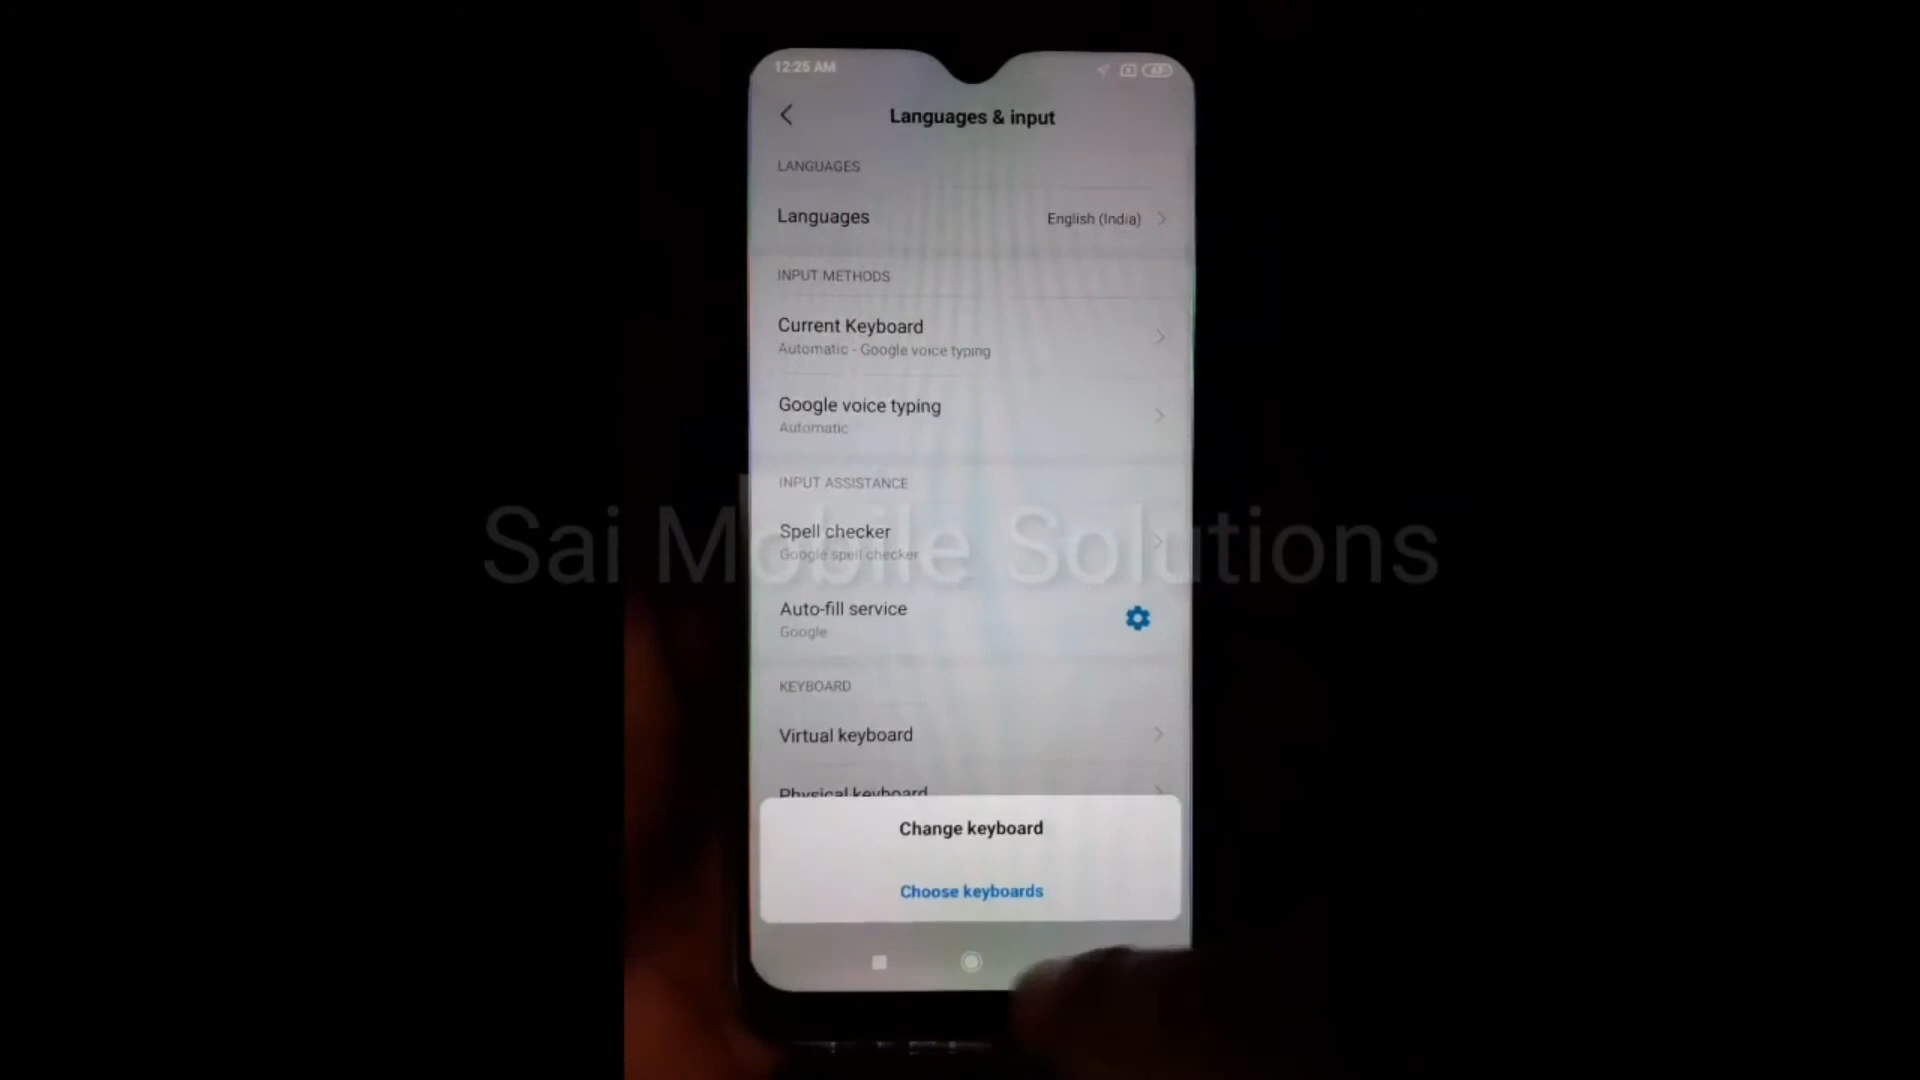 12:25 AM
Languages & input
LANGUAGES
Languages
English (India)
INPUT METHODS
Current Keyboard
Automatic - Google voice typing
Google voice typing
Automatic
INPUT ASSISTANCE
Spell checker
Google spell checker
Sai Mobile Solutions
Auto-fill service
Google
KEYBOARD
Virtual keyboard
Physical keyboard
Change keyboard
Choose keyboards